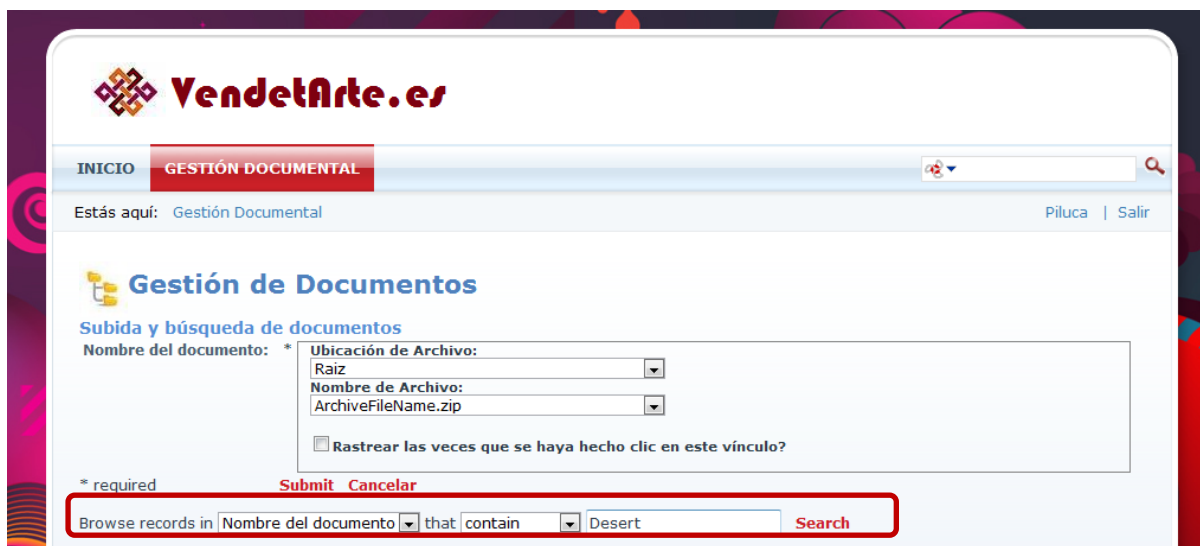 VendetArte.es
INICIO GESTIÓN DOCUMENTAL
Estás aquí: Gestión Documental Piluca | Salir
Gestión de Documentos
Subida y búsqueda de documentos
Nombre del documento: * Ubicación de Archivo:
Raiz
Nombre de Archivo:
ArchiveFileName.zip
Rastrear las veces que se haya hecho clic en este vínculo?
* required Submit Cancelar
Browse records in Nombre del documento that contain Desert Search